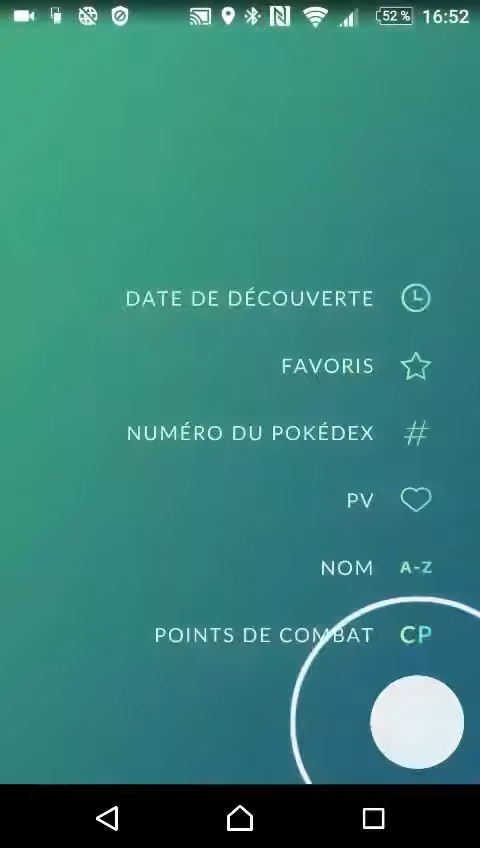 52 % 16:52
DATE DE DÉCOUVERTE
FAVORIS
NUMÉRO DU POKÉDEX #
PV
NOM A-Z
POINTS DE COMBAT CP